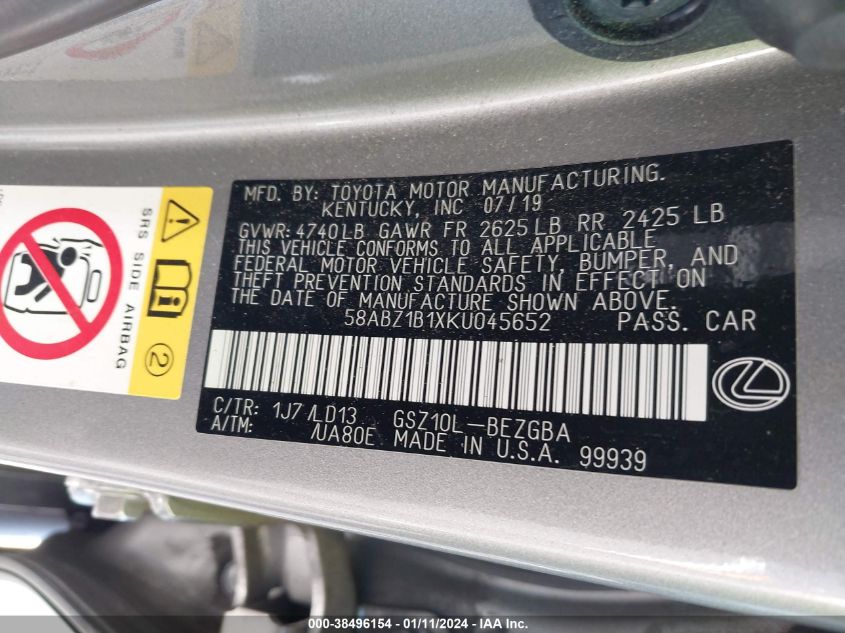 MFD. BY: TOYOTA MOTOR MANUFACTURING.
KENTUCKY, INC 07/19
GVWR: 4740LB GAWR FR 2625LB RR 2425 LB
THIS VEHICLE CONFORMS TO ALL APPLICABLE
FEDERAL MOTOR VEHICLE SAFETY, BUMPER, AND
THEFT PREVENTION STANDARDS IN EFFECT ON
THE DATE OF MANUFACTURE SHOWN ABOVE.
58ABZ1B1XKU045652 PASS. CAR
C/TR: 1J7/LD13 GSZ10L-BEZGBA
A/TM: /UA80E MADE IN U.S.A. 99939
SRS SIDE AIRBAG
2
000-38496154 - 01/11/2024 - IAA Inc.